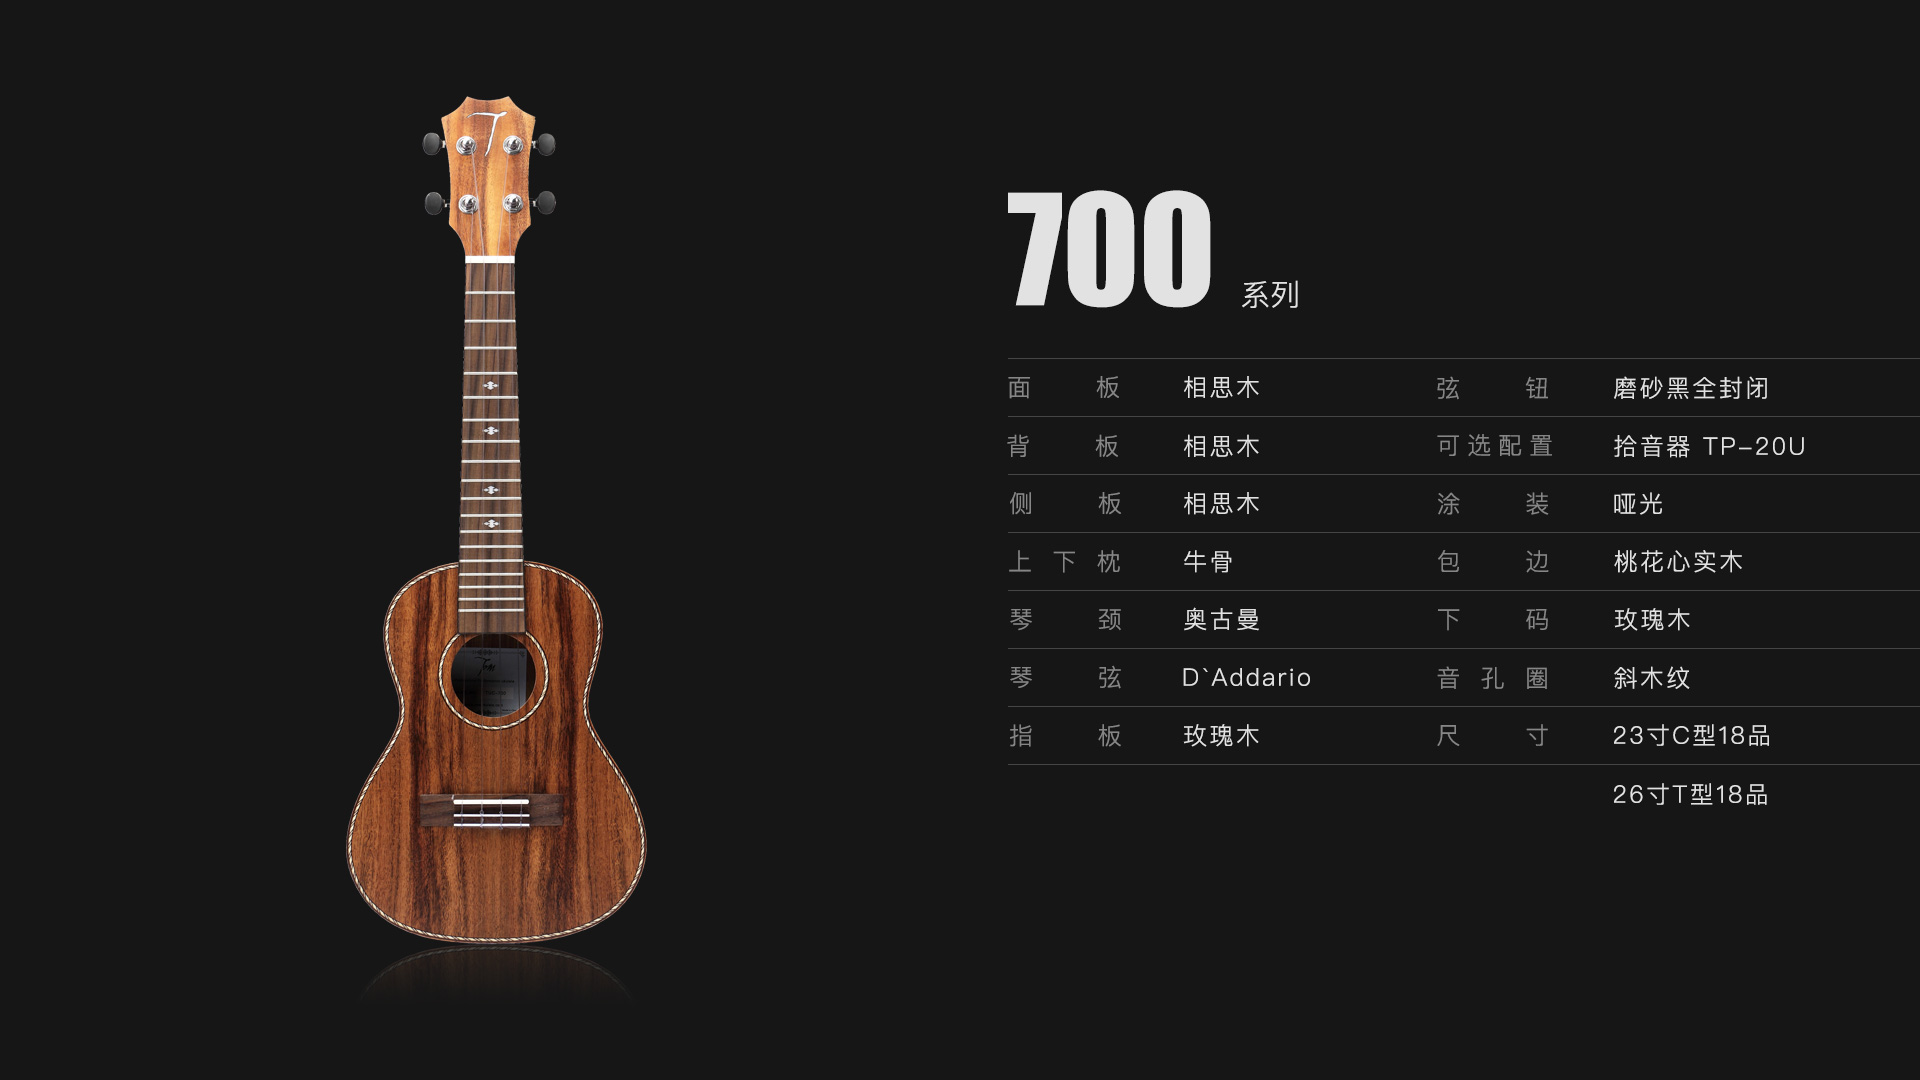 700 系列
面板 相思木 弦钮 磨砂黑全封闭
背板 相思木 可选配置 拾音器 TP-20U
侧板 相思木 涂装 哑光
上下枕 牛骨 包边 桃花心实木
琴颈 奥古曼 下码 玫瑰木
琴弦 D`Addario 音孔圈 斜木纹
指板 玫瑰木 尺寸 23寸C型18品
26寸T型18品